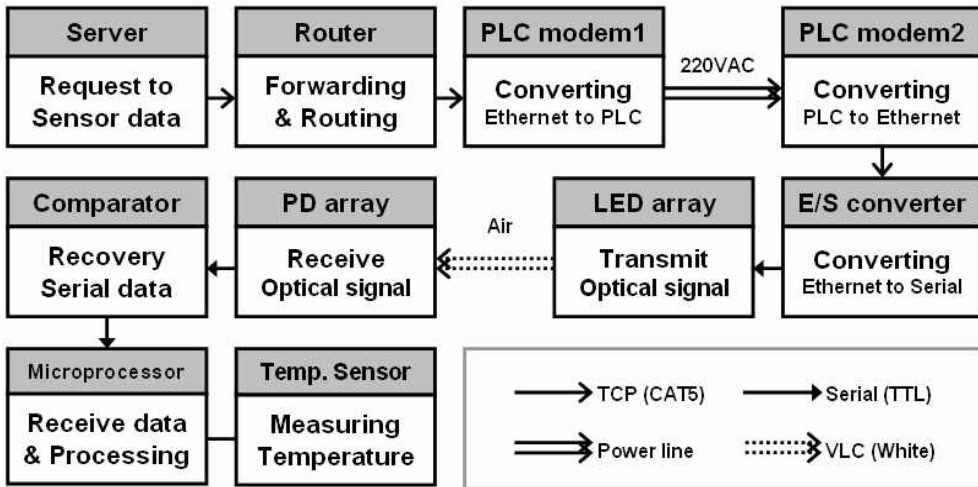 Server
Request to
Sensor data
Router
Forwarding
& Routing
PLC modem1
Converting
Ethernet to PLC
220VAC
PLC modem2
Converting
PLC to Ethernet
Comparator
Recovery
Serial data
PD array
Receive
Optical signal
Air
LED array
Transmit
Optical signal
E/S converter
Converting
Ethernet to Serial
Microprocessor
Receive data
& Processing
Temp. Sensor
Measuring
Temperature
TCP (CAT5)
Serial (TTL)
Power line
VLC (White)